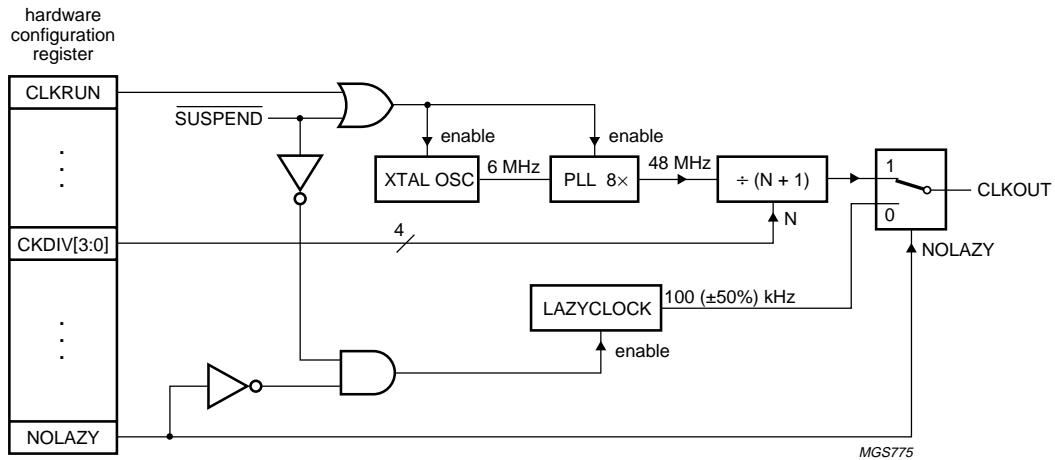 hardware
configuration
register
CLKRUN
SUSPEND
enable
enable
XTAL OSC
6 MHz
PLL 8×
48 MHz
÷ (N + 1)
1
0
CLKOUT
CKDIV[3:0]
4
N
NOLAZY
LAZYCLOCK
100 (±50%) kHz
enable
NOLAZY
MGS775